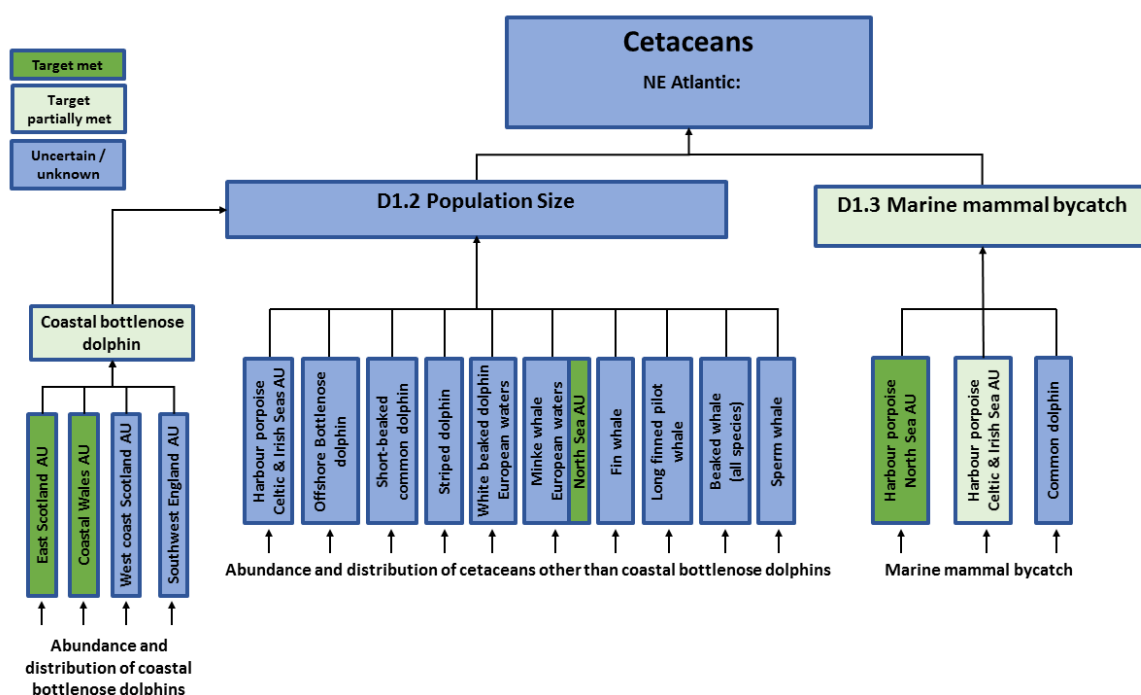 Cetaceans
NE Atlantic:
Target met
Target
partially met
Uncertain /
unknown
D1.2 Population Size
D1.3 Marine mammal bycatch
Coastal bottlenose
dolphin
East Scotland AU
Coastal Wales AU
West coast Scotland AU
Southwest England AU
Abundance and
distribution of coastal
bottlenose dolphins
Harbour porpoise
Celtic & Irish Seas AU
Offshore Bottlenose
dolphin
Short-beaked
common dolphin
Striped dolphin
White beaked dolphin
European waters
Minke whale
European waters
North Sea AU
Fin whale
Long finned pilot
whale
Beaked whale
(all species)
Sperm whale
Abundance and distribution of cetaceans other than coastal bottlenose dolphins
Harbour porpoise
North Sea AU
Harbour porpoise
Celtic & Irish Sea AU
Common dolphin
Marine mammal bycatch